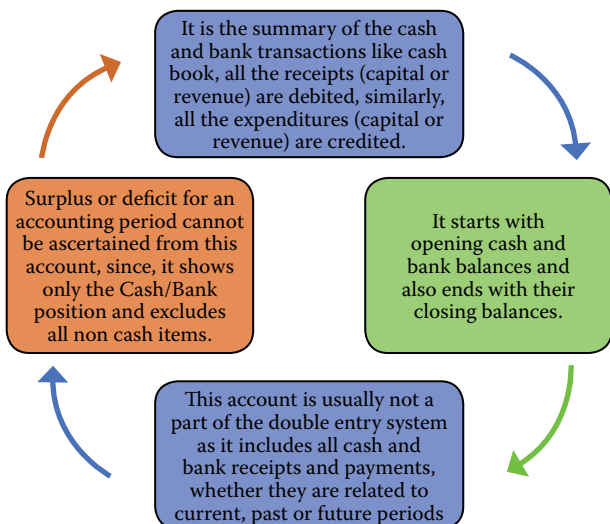 It is the summary of the cash
and bank transactions like cash
book, all the receipts (capital or
revenue) are debited, similarly,
all the expenditures (capital or
revenue) are credited.
It starts with
opening cash and
bank balances and
also ends with their
closing balances.
This account is usually not a
part of the double entry system
as it includes all cash and
bank receipts and payments,
whether they are related to
current, past or future periods
Surplus or deficit for an
accounting period cannot
be ascertained from this
account, since, it shows
only the Cash/Bank
position and excludes
all non cash items.